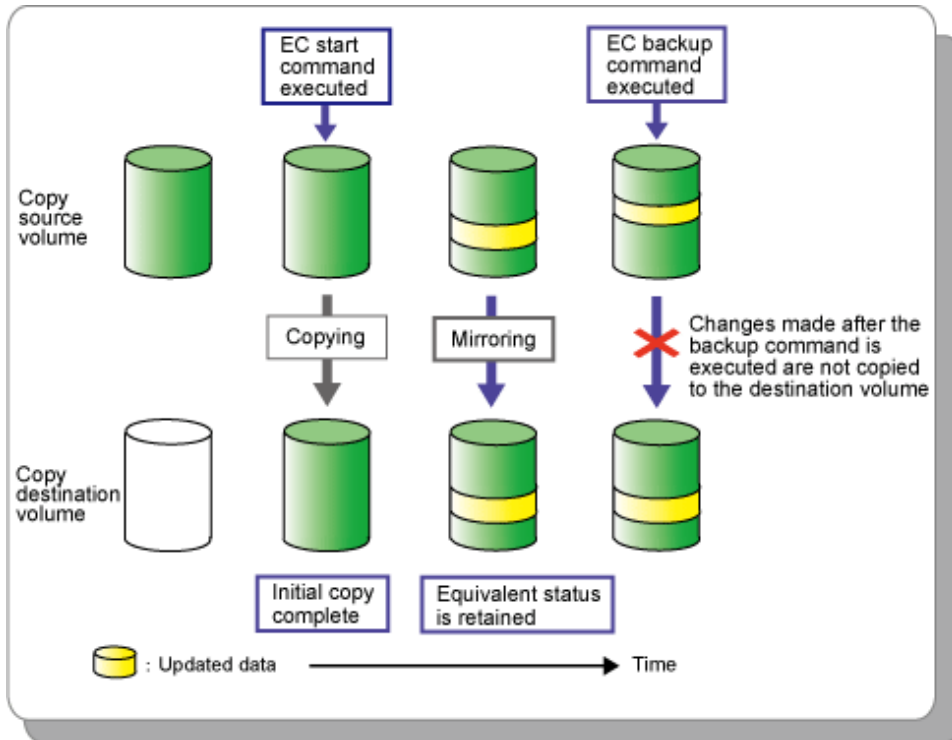 EC start
command
executed
EC backup
command
executed
Copy
source
volume
Copying
Mirroring
Changes made after the
backup command is
executed are not copied
to the destination volume
Copy
destination
volume
Initial copy
complete
Equivalent status
is retained
: Updated data
Time